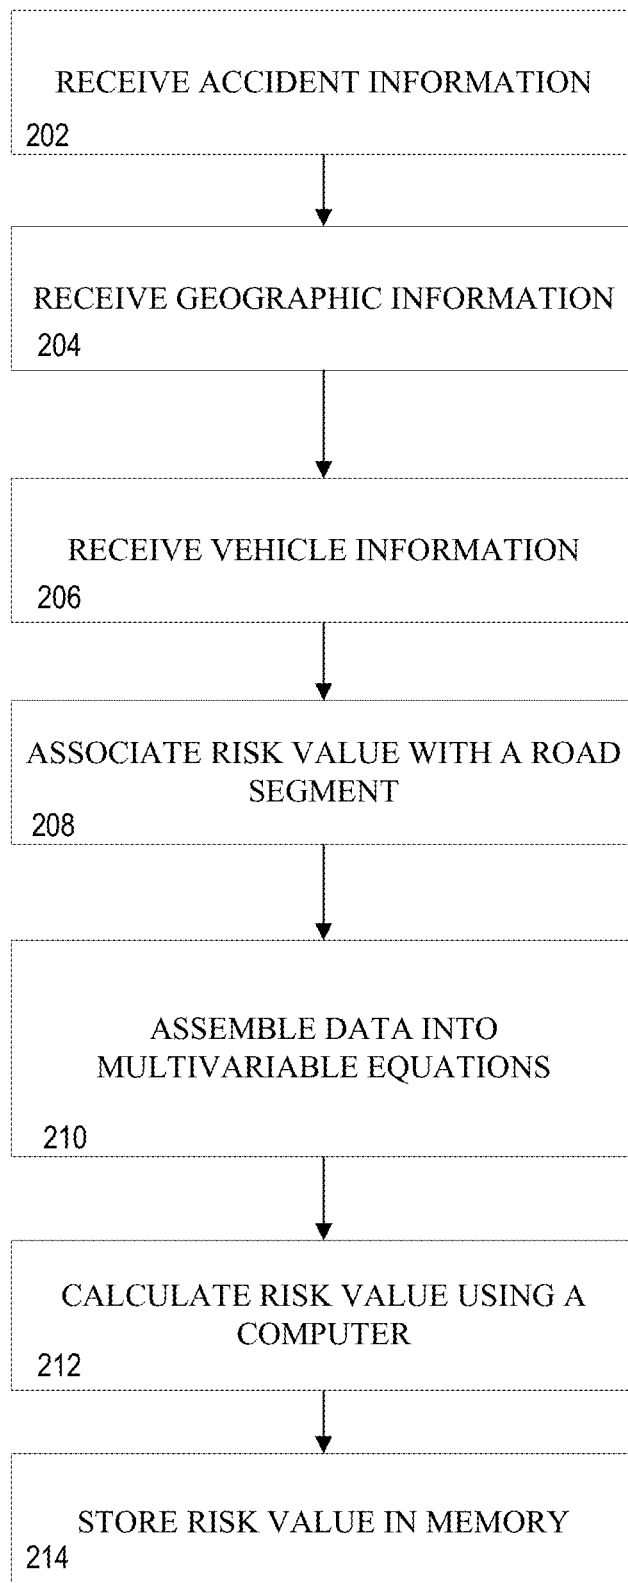 RECEIVE ACCIDENT INFORMATION
202
RECEIVE GEOGRAPHIC INFORMATION
204
RECEIVE VEHICLE INFORMATION
206
ASSOCIATE RISK VALUE WITH A ROAD
SEGMENT
208
ASSEMBLE DATA INTO
MULTIVARIABLE EQUATIONS
210
CALCULATE RISK VALUE USING A
COMPUTER
212
STORE RISK VALUE IN MEMORY
214